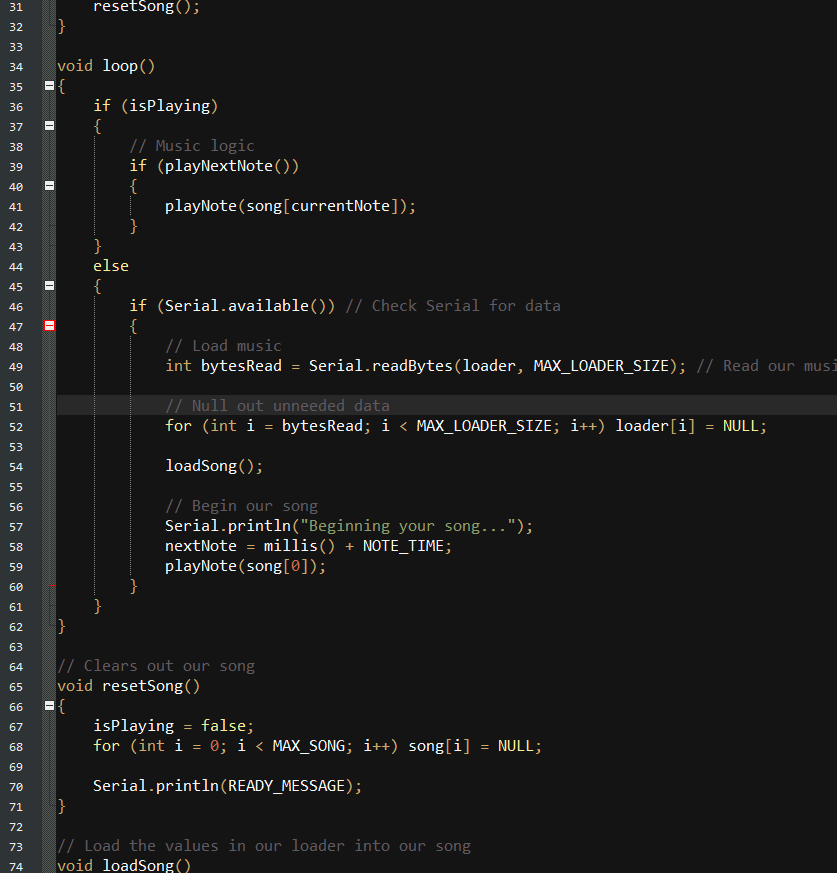 31 resetSong();
32 }
33
34 void loop()
35 {
36 if (isPlaying)
37 {
38 // Music logic
39 if (playNextNote())
40 {
41 playNote(song[currentNote]);
42 }
43 }
44 else
45 {
46 if (Serial.available()) // Check Serial for data
47 {
48 // Load music
49 int bytesRead = Serial.readBytes(loader, MAX_LOADER_SIZE); // Read our musi
50
51 // Null out unneeded data
52 for (int i = bytesRead; i < MAX_LOADER_SIZE; i++) loader[i] = NULL;
53
54 loadSong();
55
56 // Begin our song
57 Serial.println("Beginning your song...");
58 nextNote = millis() + NOTE_TIME;
59 playNote(song[0]);
60 }
61 }
62 }
63
64 // Clears out our song
65 void resetSong()
66 {
67 isPlaying = false;
68 for (int i = 0; i < MAX_SONG; i++) song[i] = NULL;
69
70 Serial.println(READY_MESSAGE);
71 }
72
73 // Load the values in our loader into our song
74 void loadSong()